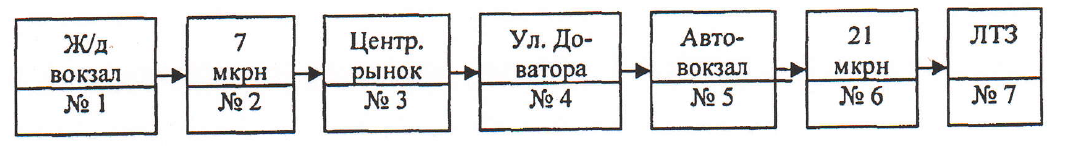 Ж/д
вокзал
№ 1
7
мкрн
№ 2
Центр.
рынок
№ 3
Ул. До-
ватора
№ 4
Авто-
вокзал
№ 5
21
мкрн
№ 6
ЛТЗ
№ 7